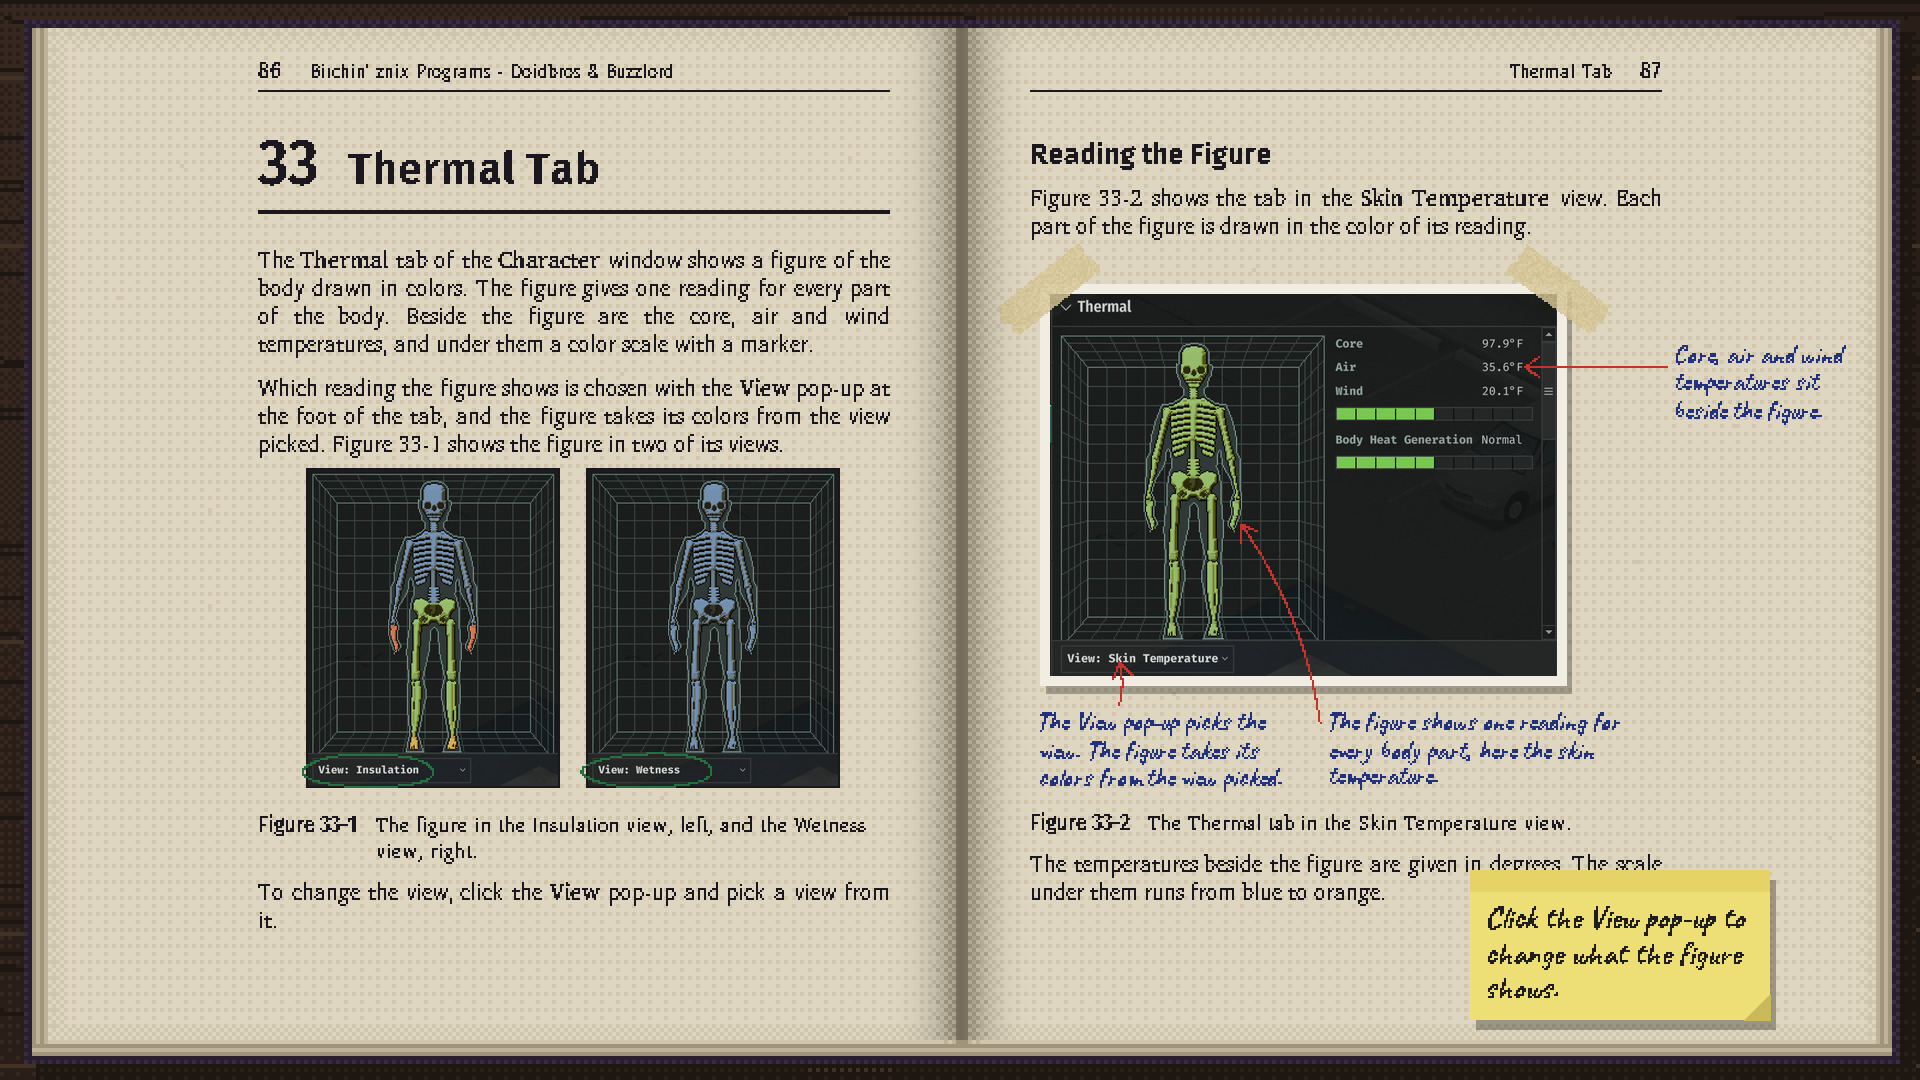 86 Birchin' znix Programs - Doidbros & Buzzlord
33 Thermal Tab
The Thermal tab of the Character window shows a figure of the
body drawn in colors. The figure gives one reading for every part
of the body. Beside the figure are the core, air and wind
temperatures, and under them a color scale with a marker.
Which reading the figure shows is chosen with the View pop-up at
the foot of the tab, and the figure takes its colors from the view
picked. Figure 33-1 shows the figure in two of its views.
View: Insulation
View: Wetness
Figure 33-1 The figure in the Insulation view, left, and the Wetness
view, right.
To change the view, click the View pop-up and pick a view from
it.
Thermal Tab 87
Reading the Figure
Figure 33-2 shows the tab in the Skin Temperature view. Each
part of the figure is drawn in the color of its reading.
Thermal
Core 97.9°F
Air 35.6°F
Wind 20.1°F
Body Heat Generation Normal
View: Skin Temperature
Core, air and wind
temperatures sit
beside the figure.
The View pop-up picks the
view. The figure takes its
colors from the view picked.
The figure shows one reading for
every body part, here the skin
temperature.
Figure 33-2 The Thermal tab in the Skin Temperature view.
The temperatures beside the figure are given in degrees. The scale
under them runs from blue to orange.
Click the View pop-up to
change what the figure
shows.